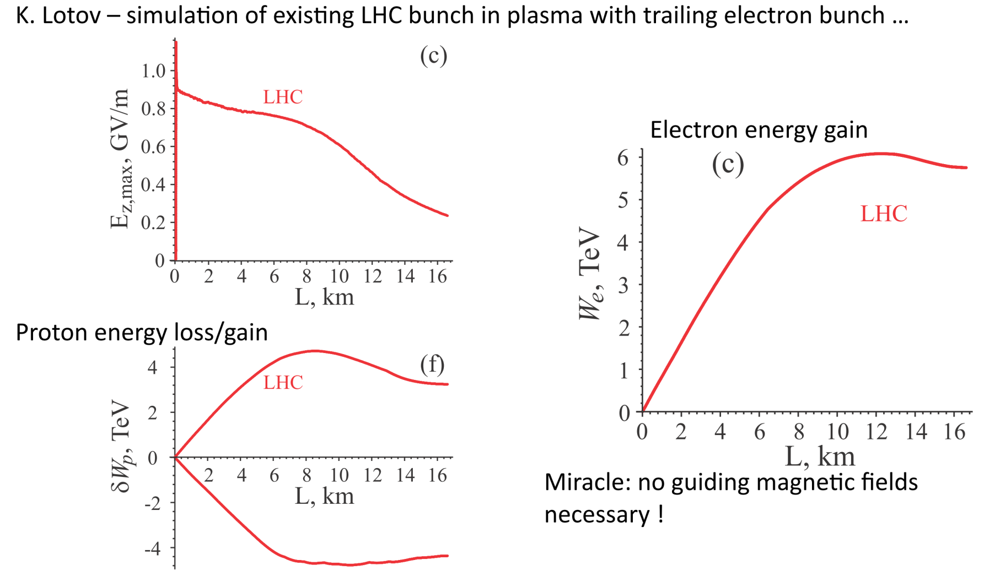 K. Lotov – simulation of existing LHC bunch in plasma with trailing electron bunch ...
(c)
1.0
0.8
0.6
0.4
0.2
0
E z,max, GV/m
LHC
0 2 4 6 8 10 12 14 16
L, km
Electron energy gain
(c)
6
5
4
3
2
1
0
We, TeV
LHC
0 2 4 6 8 10 12 14 16
L, km
Proton energy loss/gain
(f)
4
2
0
-2
-4
δWp, TeV
LHC
2 4 6 8 10 12 14 16
L, km
Miracle: no guiding magnetic fields
necessary !